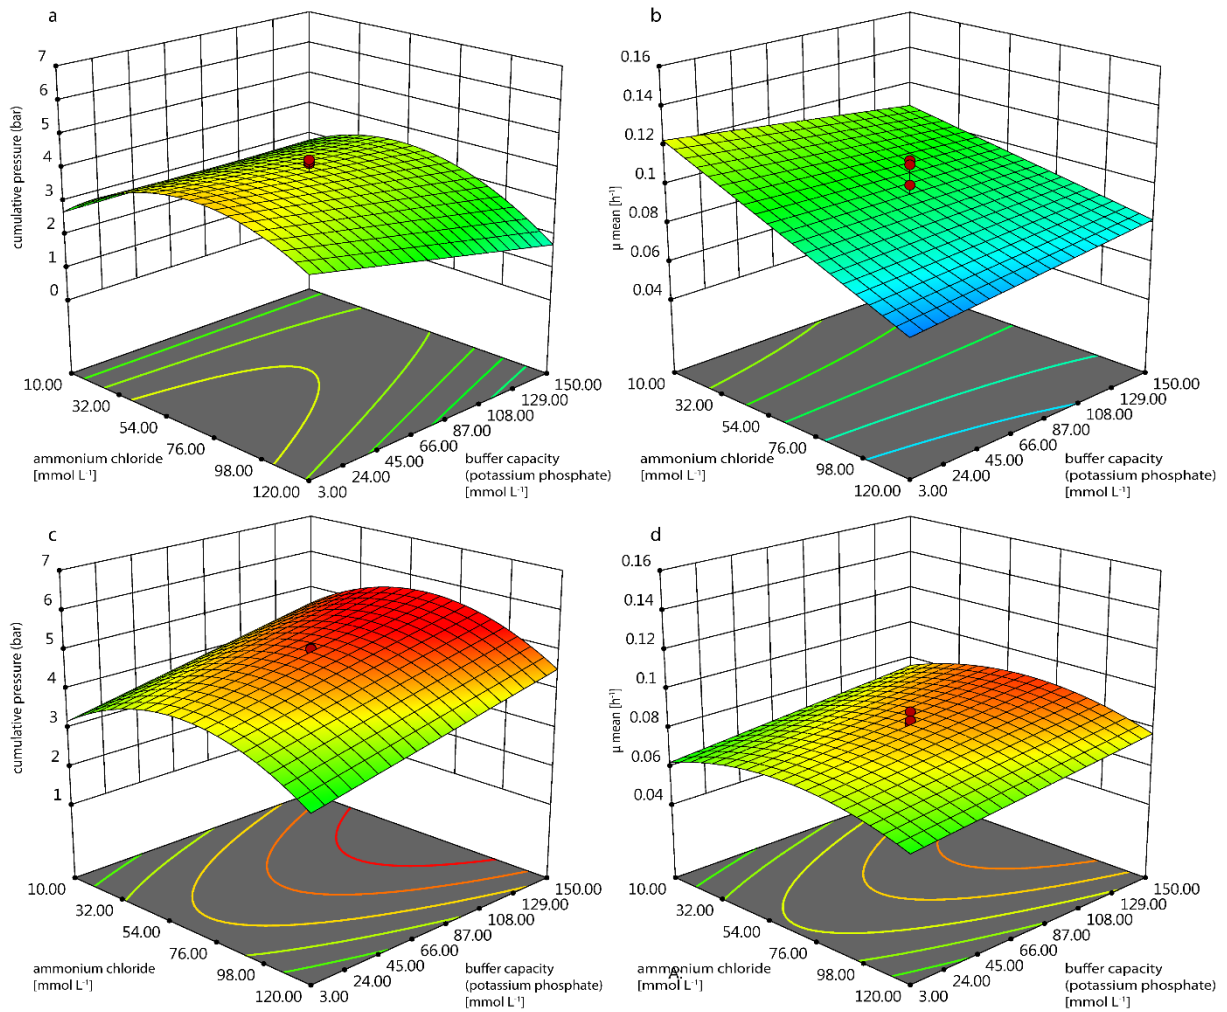 a
cumulative pressure (bar)
7
6
5
4
3
2
1
0
10.00
32.00
54.00
76.00
98.00
120.00
ammonium chloride
[mmol L⁻¹]
3.00
24.00
45.00
66.00
87.00
108.00
129.00
150.00
buffer capacity
(potassium phosphate)
[mmol L⁻¹]
b
µ mean [h⁻¹]
0.16
0.14
0.12
0.1
0.08
0.06
0.04
10.00
32.00
54.00
76.00
98.00
120.00
ammonium chloride
[mmol L⁻¹]
3.00
24.00
45.00
66.00
87.00
108.00
129.00
150.00
buffer capacity
(potassium phosphate)
[mmol L⁻¹]
c
cumulative pressure (bar)
7
6
5
4
3
2
1
10.00
32.00
54.00
76.00
98.00
120.00
ammonium chloride
[mmol L⁻¹]
3.00
24.00
45.00
66.00
87.00
108.00
129.00
150.00
buffer capacity
(potassium phosphate)
[mmol L⁻¹]
d
µ mean [h⁻¹]
0.16
0.14
0.12
0.1
0.08
0.06
0.04
10.00
32.00
54.00
76.00
98.00
120.00
ammonium chloride
A:
[mmol L⁻¹]
3.00
24.00
45.00
66.00
87.00
108.00
129.00
150.00
buffer capacity
(potassium phosphate)
[mmol L⁻¹]